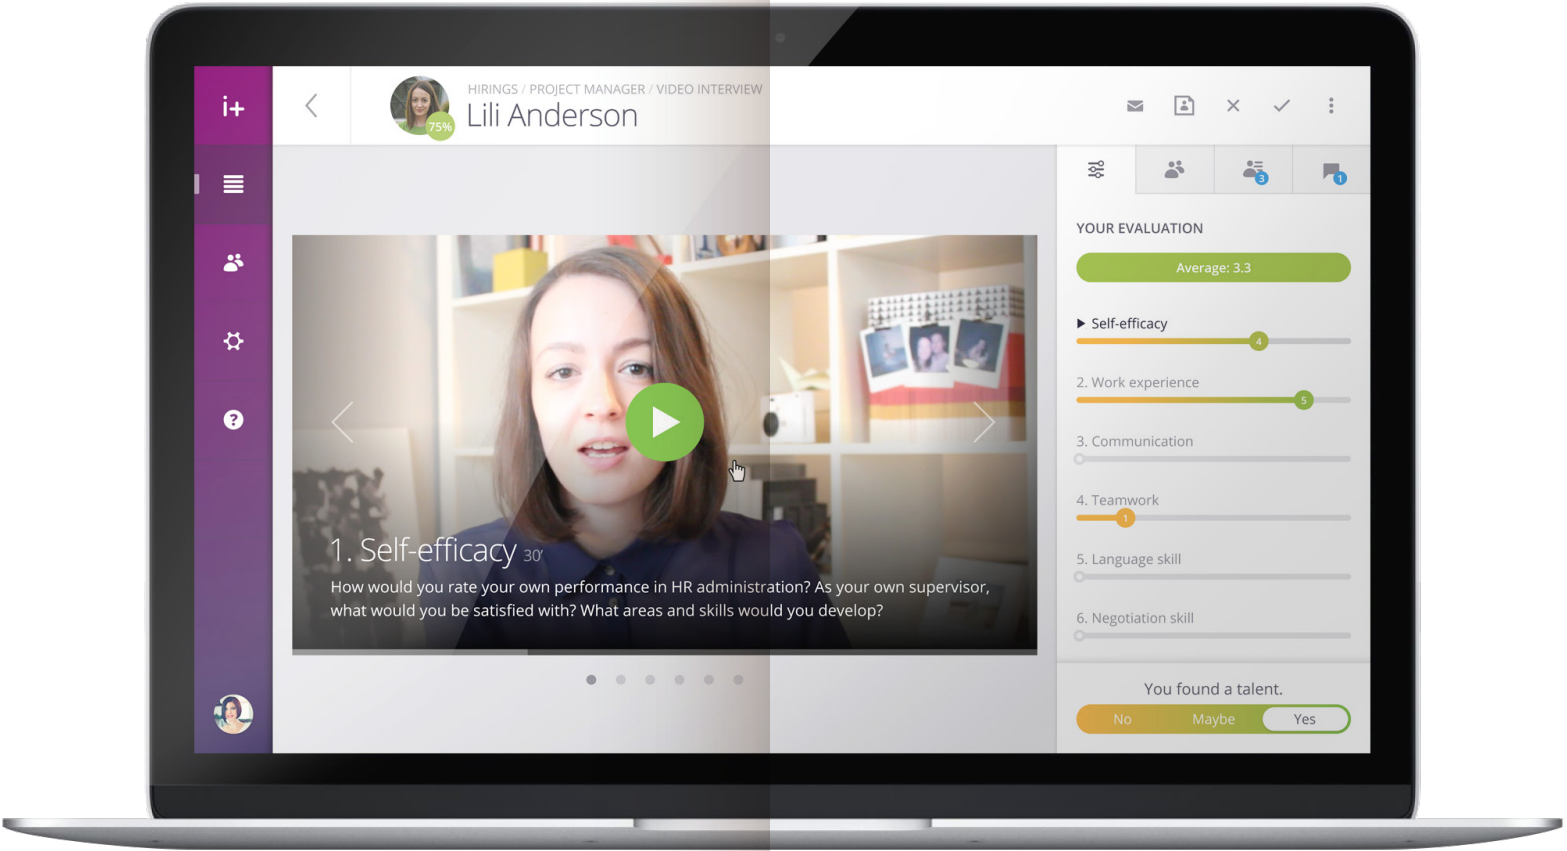 i+
HIRINGS / PROJECT MANAGER / VIDEO INTERVIEW
Lili Anderson
75%
3
1
YOUR EVALUATION
Average: 3.3
Self-efficacy
4
2. Work experience
5
3. Communication
4. Teamwork
1
5. Language skill
6. Negotiation skill
You found a talent.
No Maybe Yes
1. Self-efficacy 30'
How would you rate your own performance in HR administration? As your own supervisor,
what would you be satisfied with? What areas and skills would you develop?
?